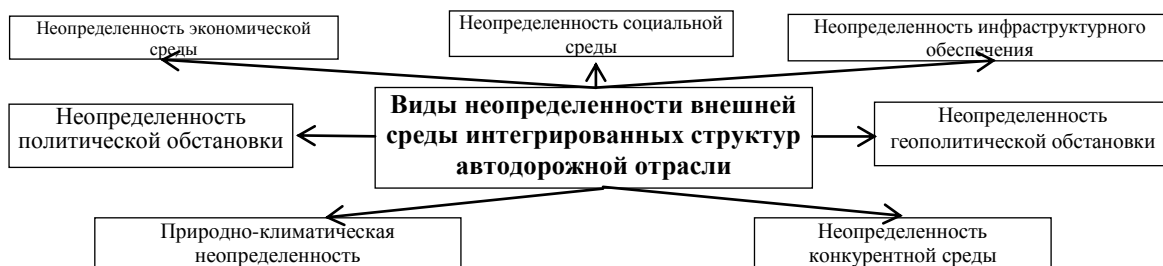 Неопределенность экономической
среды
Неопределенность социальной
среды
Неопределенность инфраструктурного
обеспечения
Неопределенность
политической обстановки
Виды неопределенности внешней
среды интегрированных структур
автодорожной отрасли
Неопределенность
геополитической обстановки
Природно-климатическая
неопределенность
Неопределенность
конкурентной среды